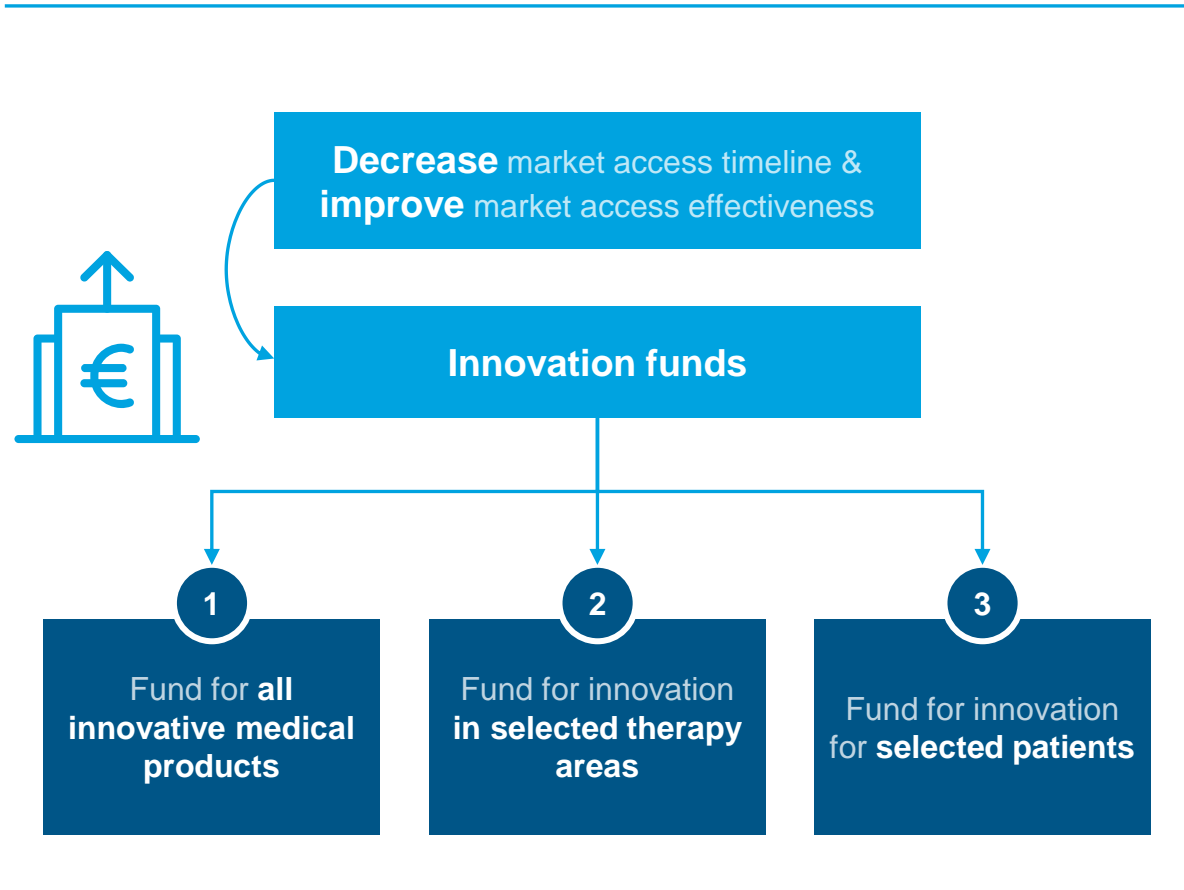 Decrease market access timeline &
improve market access effectiveness
€
Innovation funds
1
2
3
Fund for all
innovative medical
products
Fund for innovation
in selected therapy
areas
Fund for innovation
for selected patients